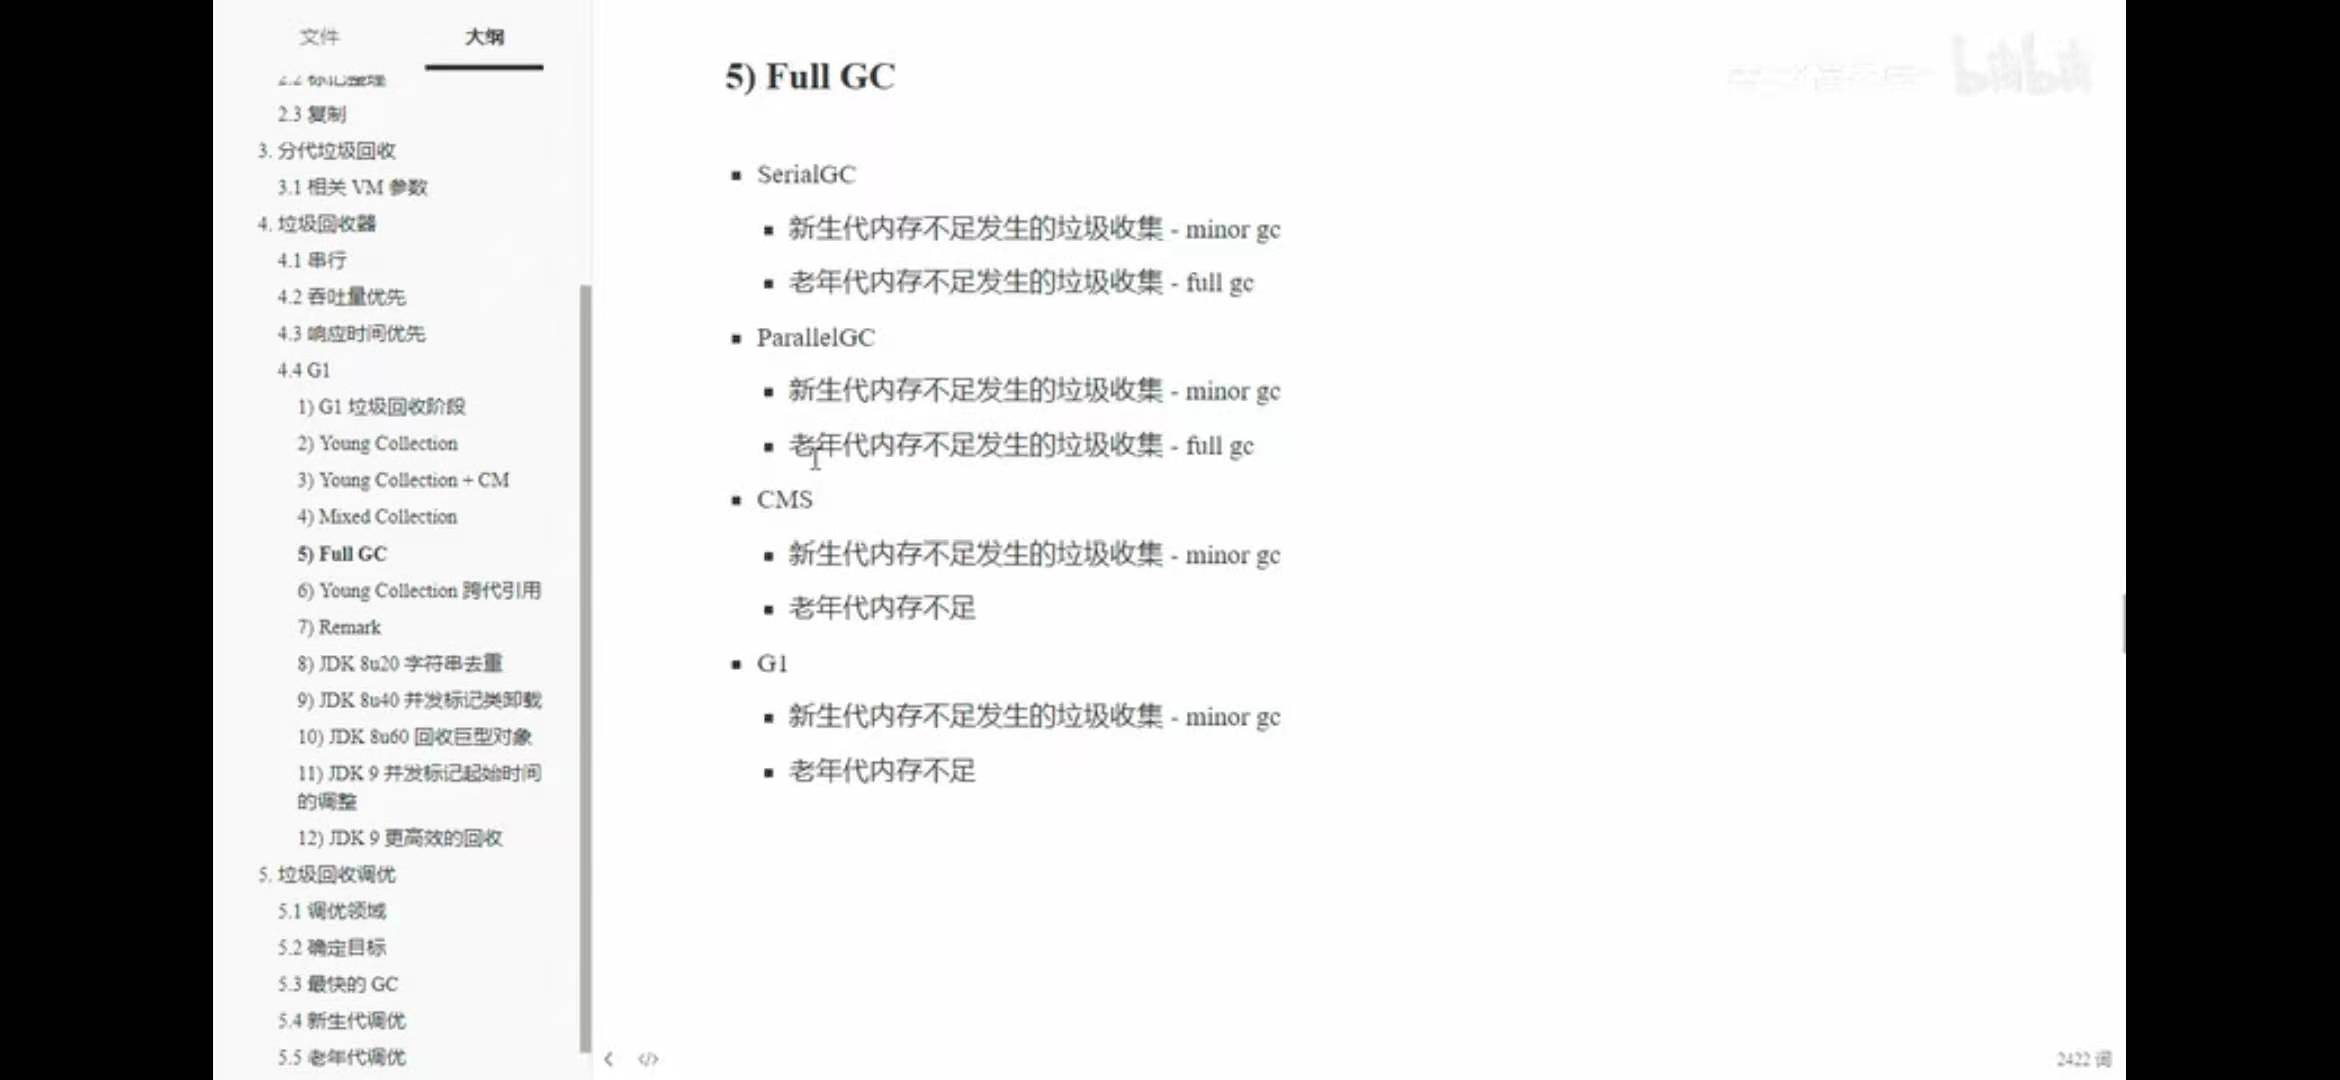 文件
大纲
2.2 标记整理
2.3 复制
3. 分代垃圾回收
3.1 相关 VM 参数
4. 垃圾回收器
4.1 串行
4.2 吞吐量优先
4.3 响应时间优先
4.4 G1
1) G1 垃圾回收阶段
2) Young Collection
3) Young Collection + CM
4) Mixed Collection
5) Full GC
6) Young Collection 跨代引用
7) Remark
8) JDK 8u20 字符串去重
9) JDK 8u40 并发标记类卸载
10) JDK 8u60 回收巨型对象
11) JDK 9 并发标记起始时间
的调整
12) JDK 9 更高效的回收
5. 垃圾回收调优
5.1 调优领域
5.2 确定目标
5.3 最快的 GC
5.4 新生代调优
5.5 老年代调优
5) Full GC
SerialGC
新生代内存不足发生的垃圾收集 - minor gc
老年代内存不足发生的垃圾收集 - full gc
ParallelGC
新生代内存不足发生的垃圾收集 - minor gc
老年代内存不足发生的垃圾收集 - full gc
CMS
新生代内存不足发生的垃圾收集 - minor gc
老年代内存不足
G1
新生代内存不足发生的垃圾收集 - minor gc
老年代内存不足
bilibili
2422 词